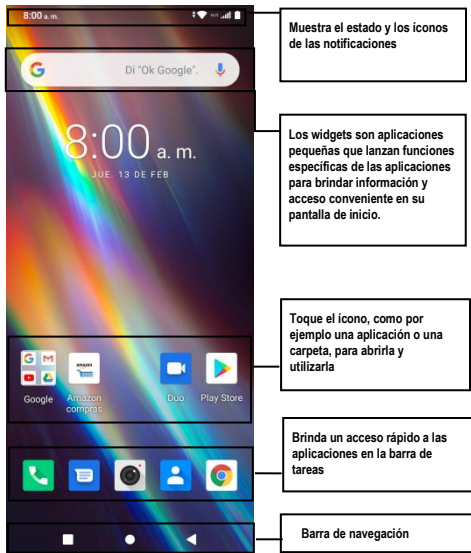 8:00 a. m.
Di "Ok Google".
8:00 a. m.
JUE. 13 DE FEB
Google
Amazon
compras
Duo
Play Store
Muestra el estado y los íconos
de las notificaciones
Los widgets son aplicaciones
pequeñas que lanzan funciones
específicas de las aplicaciones
para brindar información y
acceso conveniente en su
pantalla de inicio.
Toque el ícono, como por
ejemplo una aplicación o una
carpeta, para abrirla y
utilizarla
Brinda un acceso rápido a las
aplicaciones en la barra de
tareas
Barra de navegación